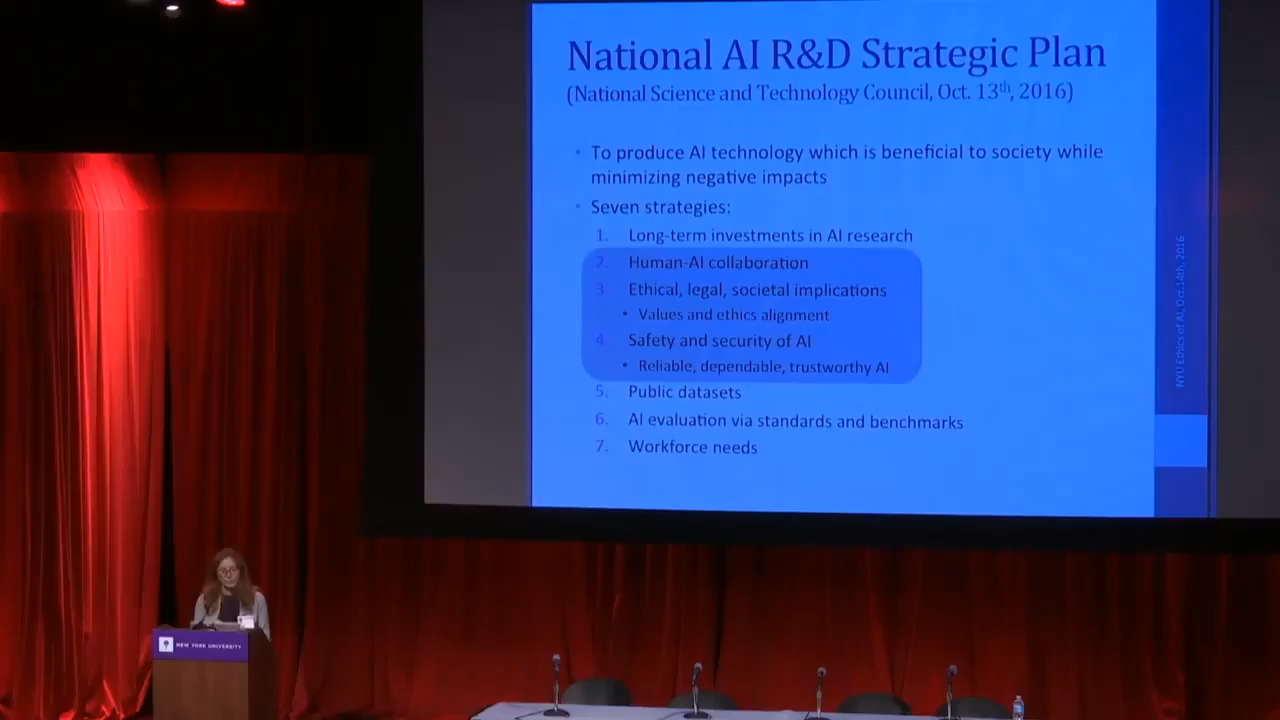 National AI R&D Strategic Plan
(National Science and Technology Council, Oct. 13th, 2016)
• To produce AI technology which is beneficial to society while
minimizing negative impacts
• Seven strategies:
1. Long-term investments in AI research
2. Human-AI collaboration
3. Ethical, legal, societal implications
• Values and ethics alignment
4. Safety and security of AI
• Reliable, dependable, trustworthy AI
5. Public datasets
6. AI evaluation via standards and benchmarks
7. Workforce needs
NYU Ethics of AI, Oct.14th, 2016
NEW YORK UNIVERSITY